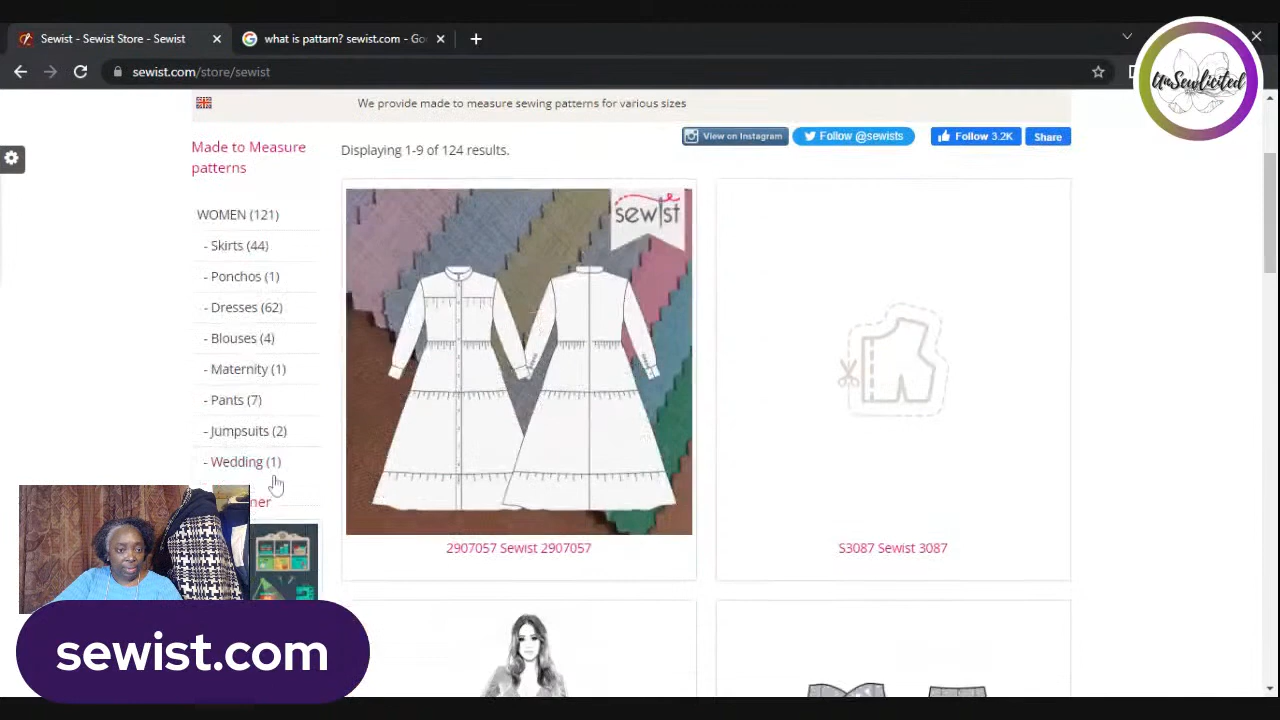 Sewist - Sewist Store - Sewist
what is pattarn? sewist.com - Go
UnSewlicited
sewist.com/store/sewist
We provide made to measure sewing patterns for various sizes
View on Instagram
Follow @sewists
Follow 3.2K
Share
Made to Measure
patterns
Displaying 1-9 of 124 results.
WOMEN (121)
- Skirts (44)
- Ponchos (1)
- Dresses (62)
- Blouses (4)
- Maternity (1)
- Pants (7)
- Jumpsuits (2)
- Wedding (1)
sewist
2907057 Sewist 2907057
S3087 Sewist 3087
sewist.com